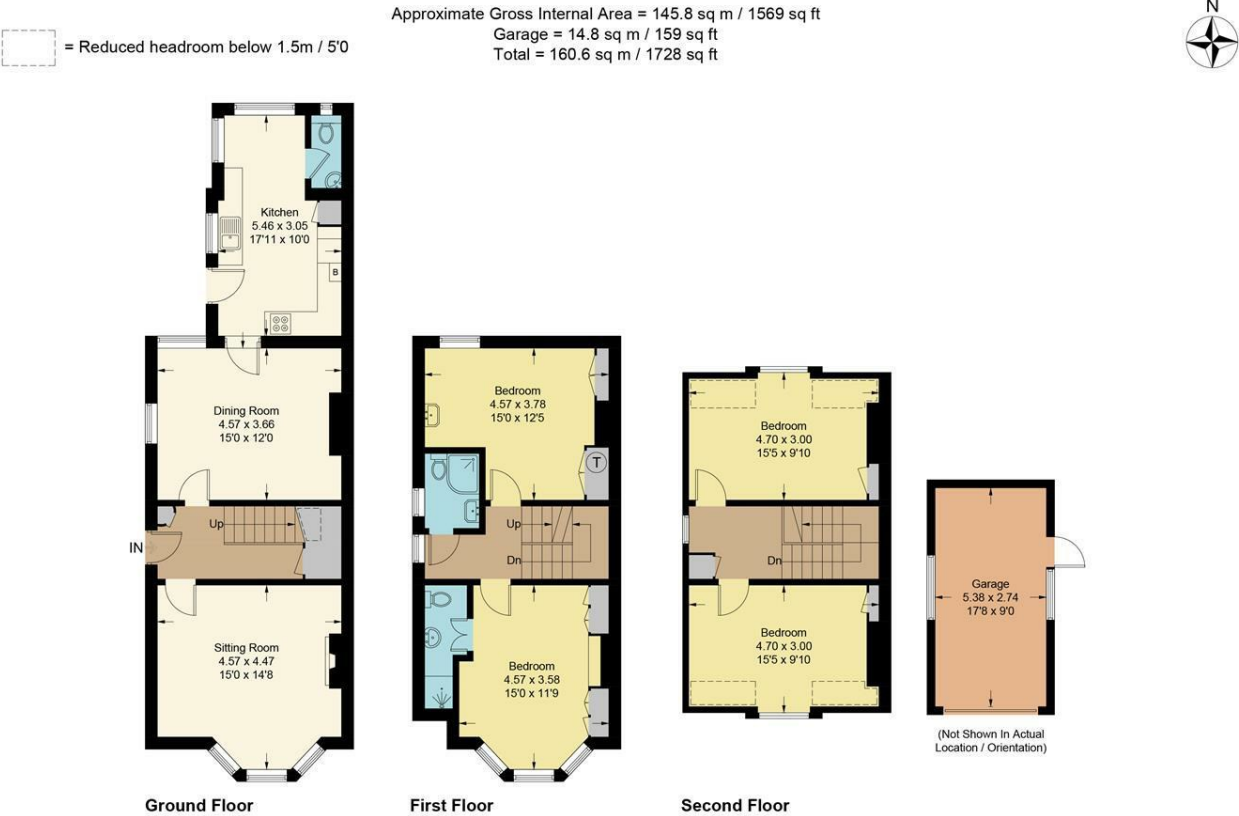 Approximate Gross Internal Area = 145.8 sq m / 1569 sq ft
Garage = 14.8 sq m / 159 sq ft
Total = 160.6 sq m / 1728 sq ft
= Reduced headroom below 1.5m / 5'0
N
Kitchen
5.46 x 3.05
17'11 x 10'0
B
Dining Room
4.57 x 3.66
15'0 x 12'0
Up
IN
Sitting Room
4.57 x 4.47
15'0 x 14'8
Ground Floor
Bedroom
4.57 x 3.78
15'0 x 12'5
T
Up
Dn
Bedroom
4.57 x 3.58
15'0 x 11'9
First Floor
Bedroom
4.70 x 3.00
15'5 x 9'10
Dn
Bedroom
4.70 x 3.00
15'5 x 9'10
Second Floor
Garage
5.38 x 2.74
17'8 x 9'0
(Not Shown In Actual
Location / Orientation)